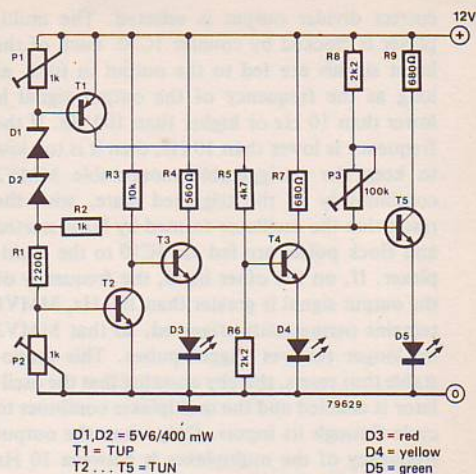 12V
+
P1
1k
T1
R8
2k2
R9
680Ω
D1
D2
R3
10k
R4
560Ω
R5
4k7
R7
680Ω
P3
100k
T5
R2
1k
T3
T4
R1
220Ω
T2
P2
1k
D3
R6
2k2
D4
D5
0
79629
D1,D2 = 5V6/400 mW
T1 = TUP
T2 ... T5 = TUN
D3 = red
D4 = yellow
D5 = green